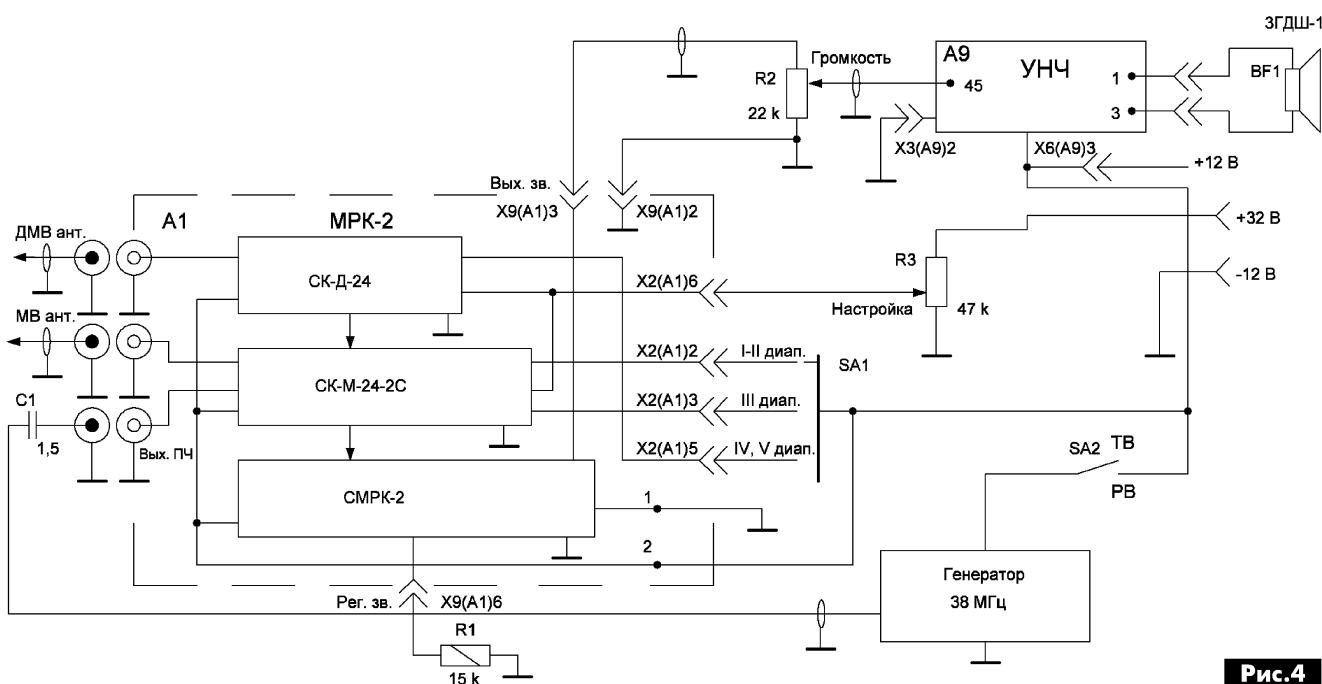 3ГДШ-1
Громкость
А9
УНЧ
R2
22 k
45
1
3
BF1
X3(A9)2
X6(A9)3
+12 В
Вых. зв.
X9(A1)3
X9(A1)2
А1
МРК-2
+32 В
ДМВ ант.
СК-Д-24
X2(A1)6
R3
47 k
Настройка
-12 В
МВ ант.
СК-М-24-2С
X2(A1)2
I-II диап.
SA1
C1
1,5
X2(A1)3
III диап.
Вых. ПЧ
X2(A1)5
IV, V диап.
SA2
ТВ
РВ
СМРК-2
1
2
Генератор
38 МГц
Рег. зв.
X9(A1)6
R1
15 k
Рис.4